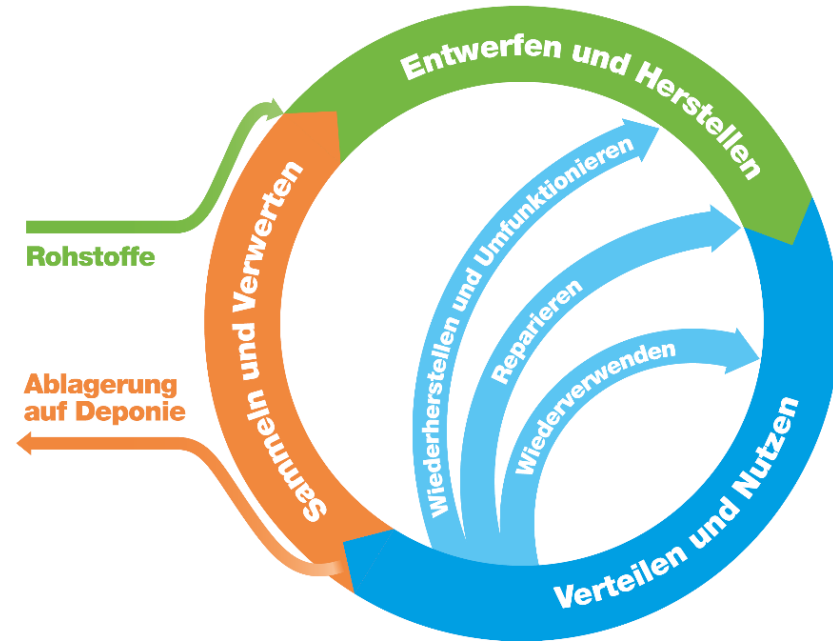 Entwerfen und Herstellen
Rohstoffe
Sammeln und Verwerten
Ablagerung
auf Deponie
Wiederherstellen und Umfunktionieren
Reparieren
Wiederverwenden
Verteilen und Nutzen